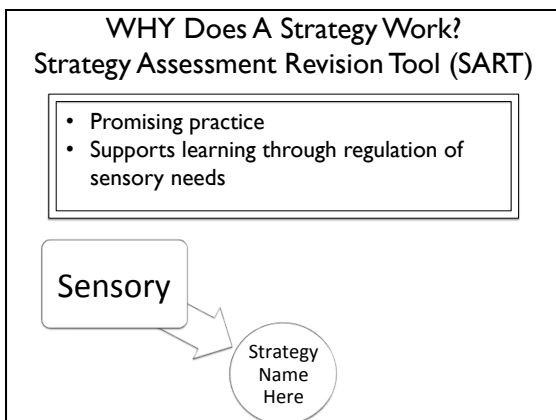 WHY Does A Strategy Work?
Strategy Assessment Revision Tool (SART)
• Promising practice
• Supports learning through regulation of
sensory needs
Sensory
Strategy
Name
Here